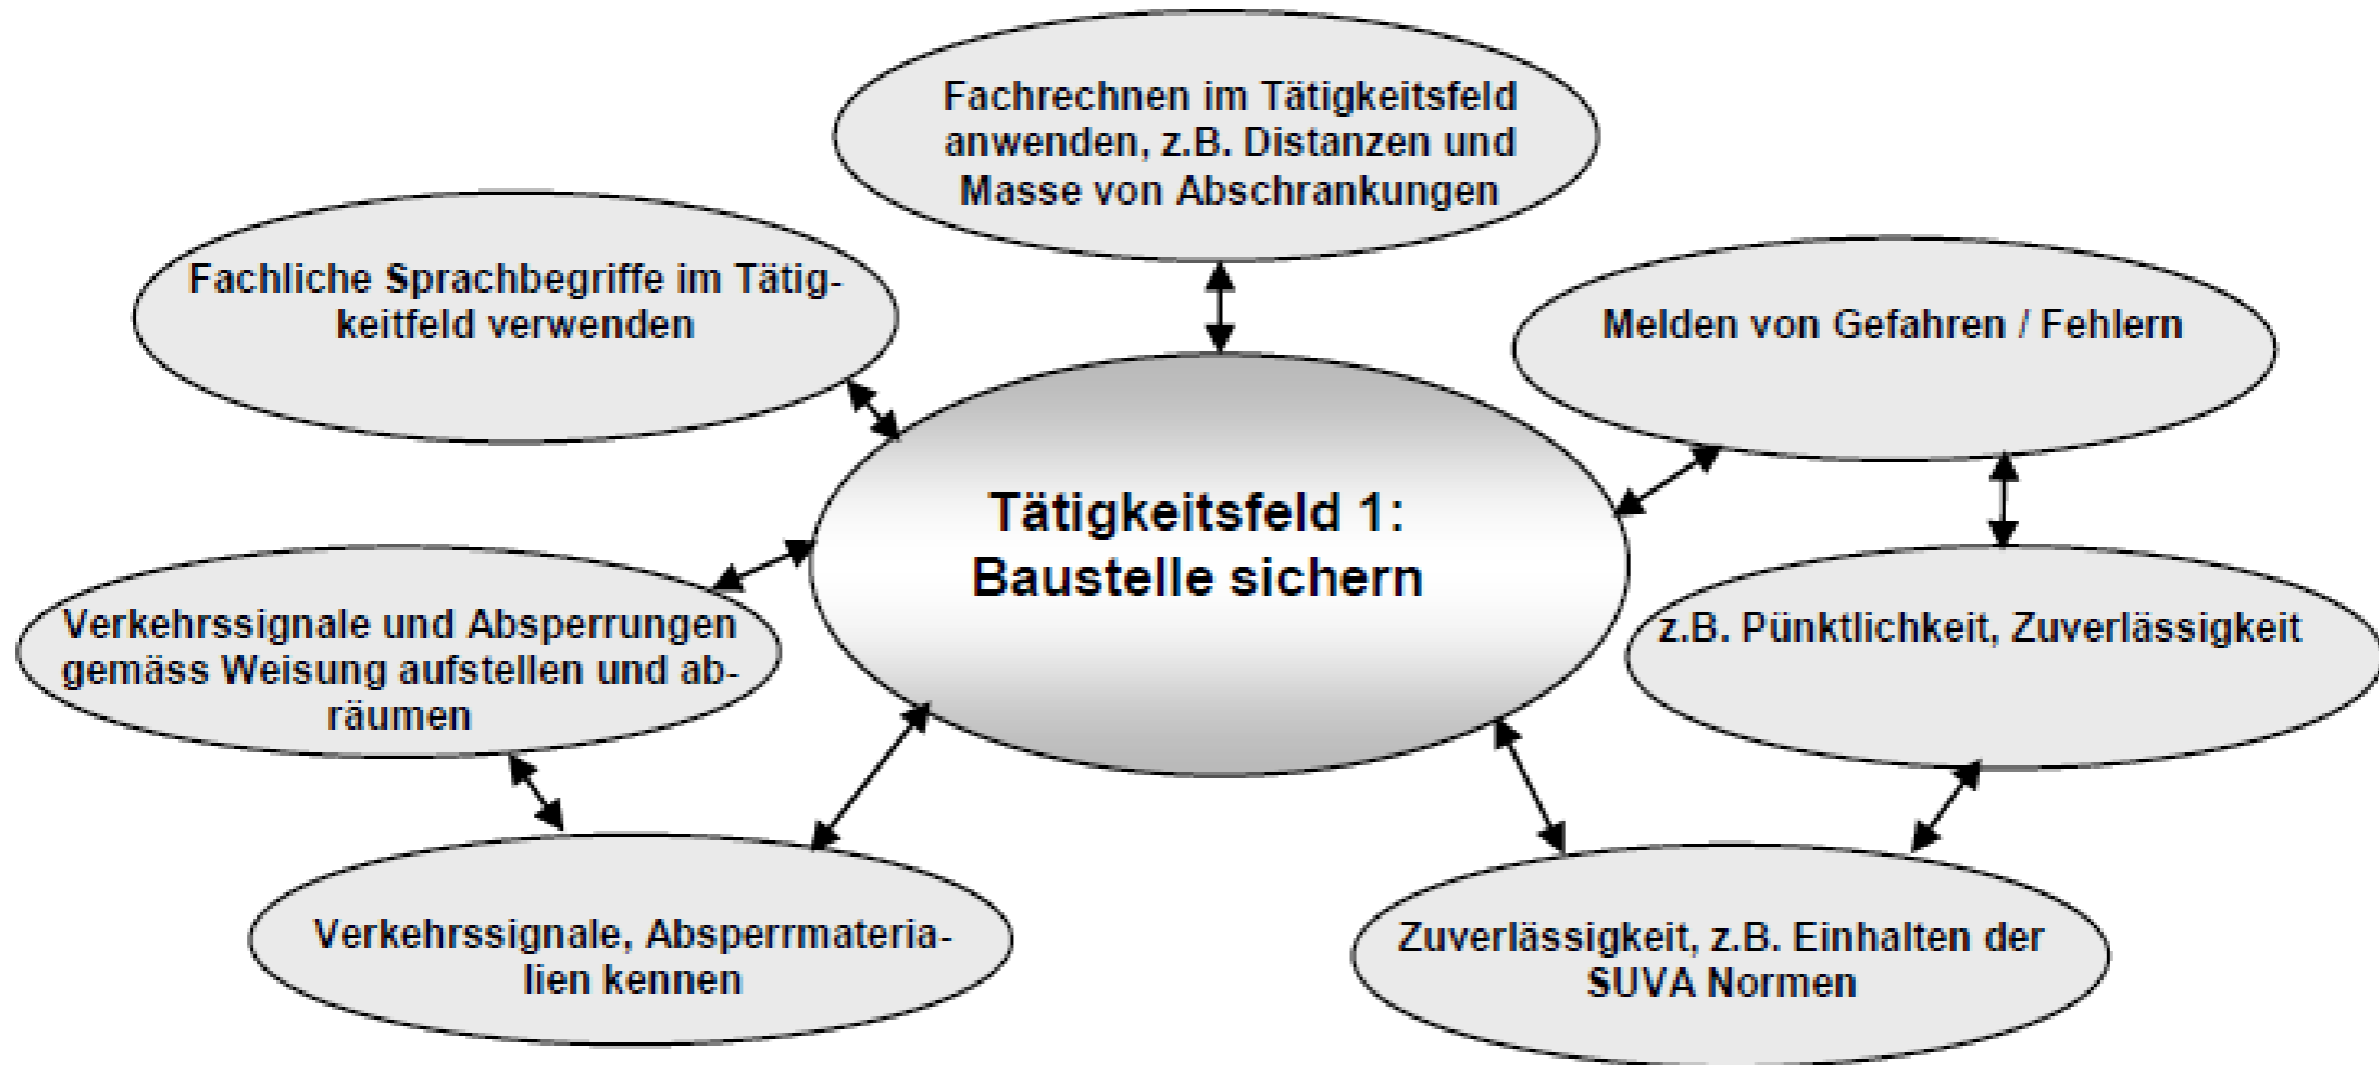 Fachrechnen im Tätigkeitsfeld
anwenden, z.B. Distanzen und
Masse von Abschrankungen
Fachliche Sprachbegriffe im Tätig-
keitfeld verwenden
Melden von Gefahren / Fehlern
Tätigkeitsfeld 1:
Baustelle sichern
Verkehrssignale und Absperrungen
gemäss Weisung aufstellen und ab-
räumen
z.B. Pünktlichkeit, Zuverlässigkeit
Verkehrssignale, Absperrmateria-
lien kennen
Zuverlässigkeit, z.B. Einhalten der
SUVA Normen